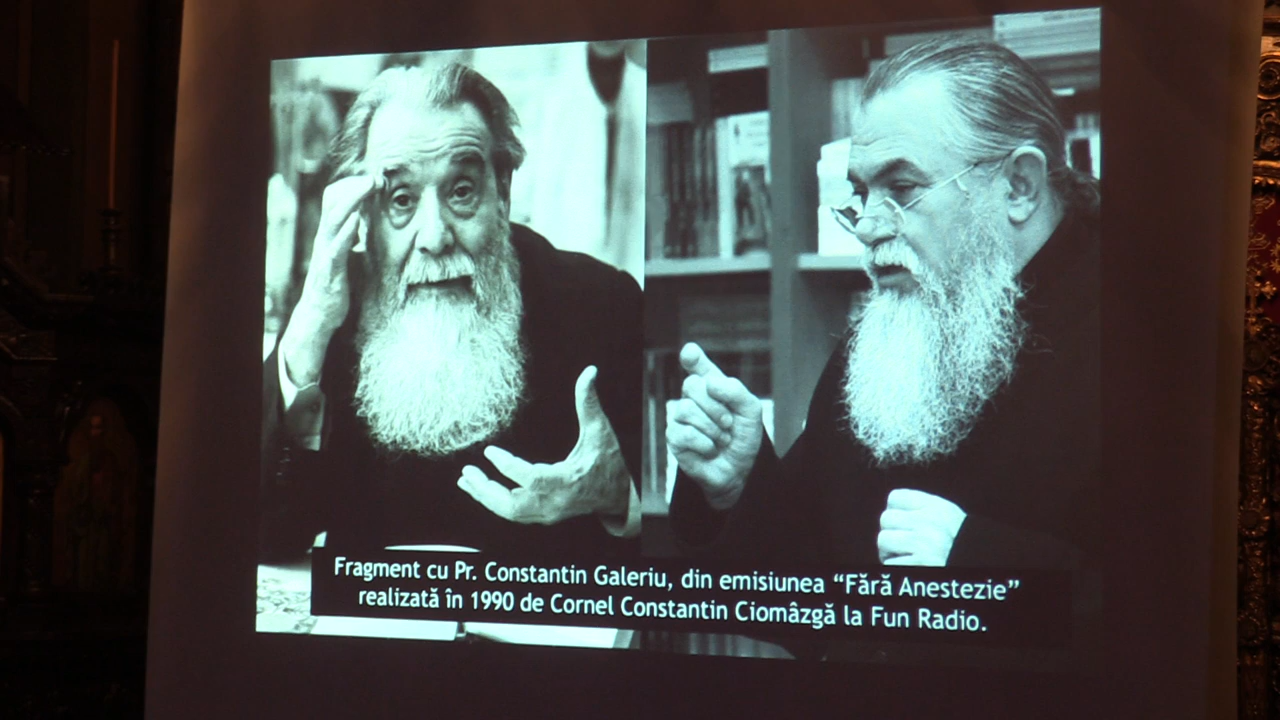 Fragment cu Pr. Constantin Galeriu, din emisiunea “Fără Anestezie”
realizată în 1990 de Cornel Constantin Ciomâzgă la Fun Radio.